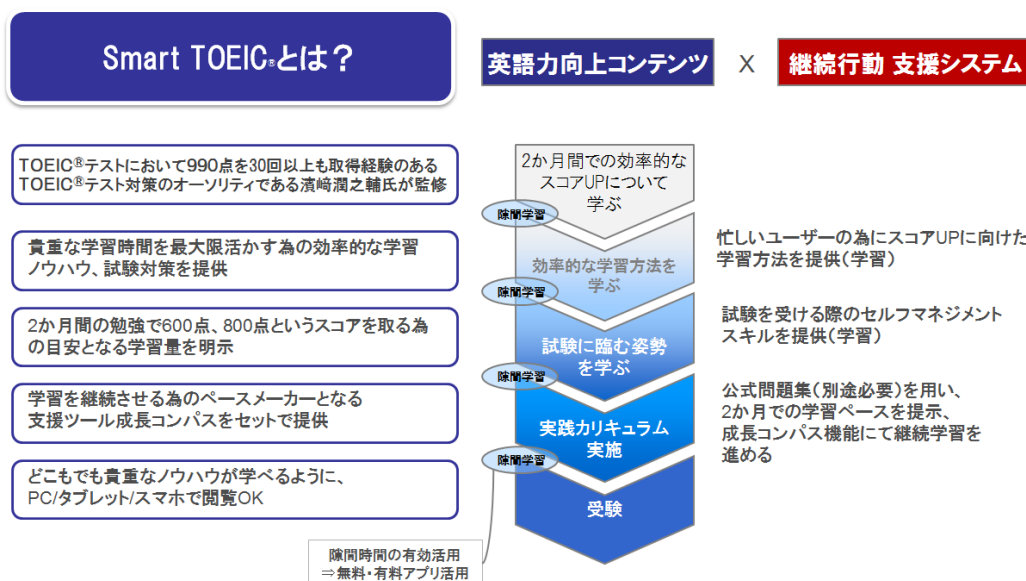 Smart TOEIC®とは？
英語力向上コンテンツ X 継続行動 支援システム
TOEIC®テストにおいて990点を30回以上も取得経験のある
TOEIC®テスト対策のオーソリティである濱﨑潤之輔氏が監修
貴重な学習時間を最大限活かす為の効率的な学習
ノウハウ、試験対策を提供
2か月間の勉強で600点、800点というスコアを取る為
の目安となる学習量を明示
学習を継続させる為のペースメーカーとなる
支援ツール成長コンパスをセットで提供
どこもでも貴重なノウハウが学べるように、
PC/タブレット/スマホで閲覧OK
2か月間での効率的な
スコアUPについて
学ぶ
隙間学習
効率的な学習方法を
学ぶ
隙間学習
試験に臨む姿勢
を学ぶ
隙間学習
実践カリキュラム
実施
隙間学習
受験
隙間時間の有効活用
⇒無料・有料アプリ活用
忙しいユーザーの為にスコアUPに向けた
学習方法を提供（学習）
試験を受ける際のセルフマネジメント
スキルを提供（学習）
公式問題集（別途必要）を用い、
2か月での学習ペースを提示、
成長コンパス機能にて継続学習を
進める